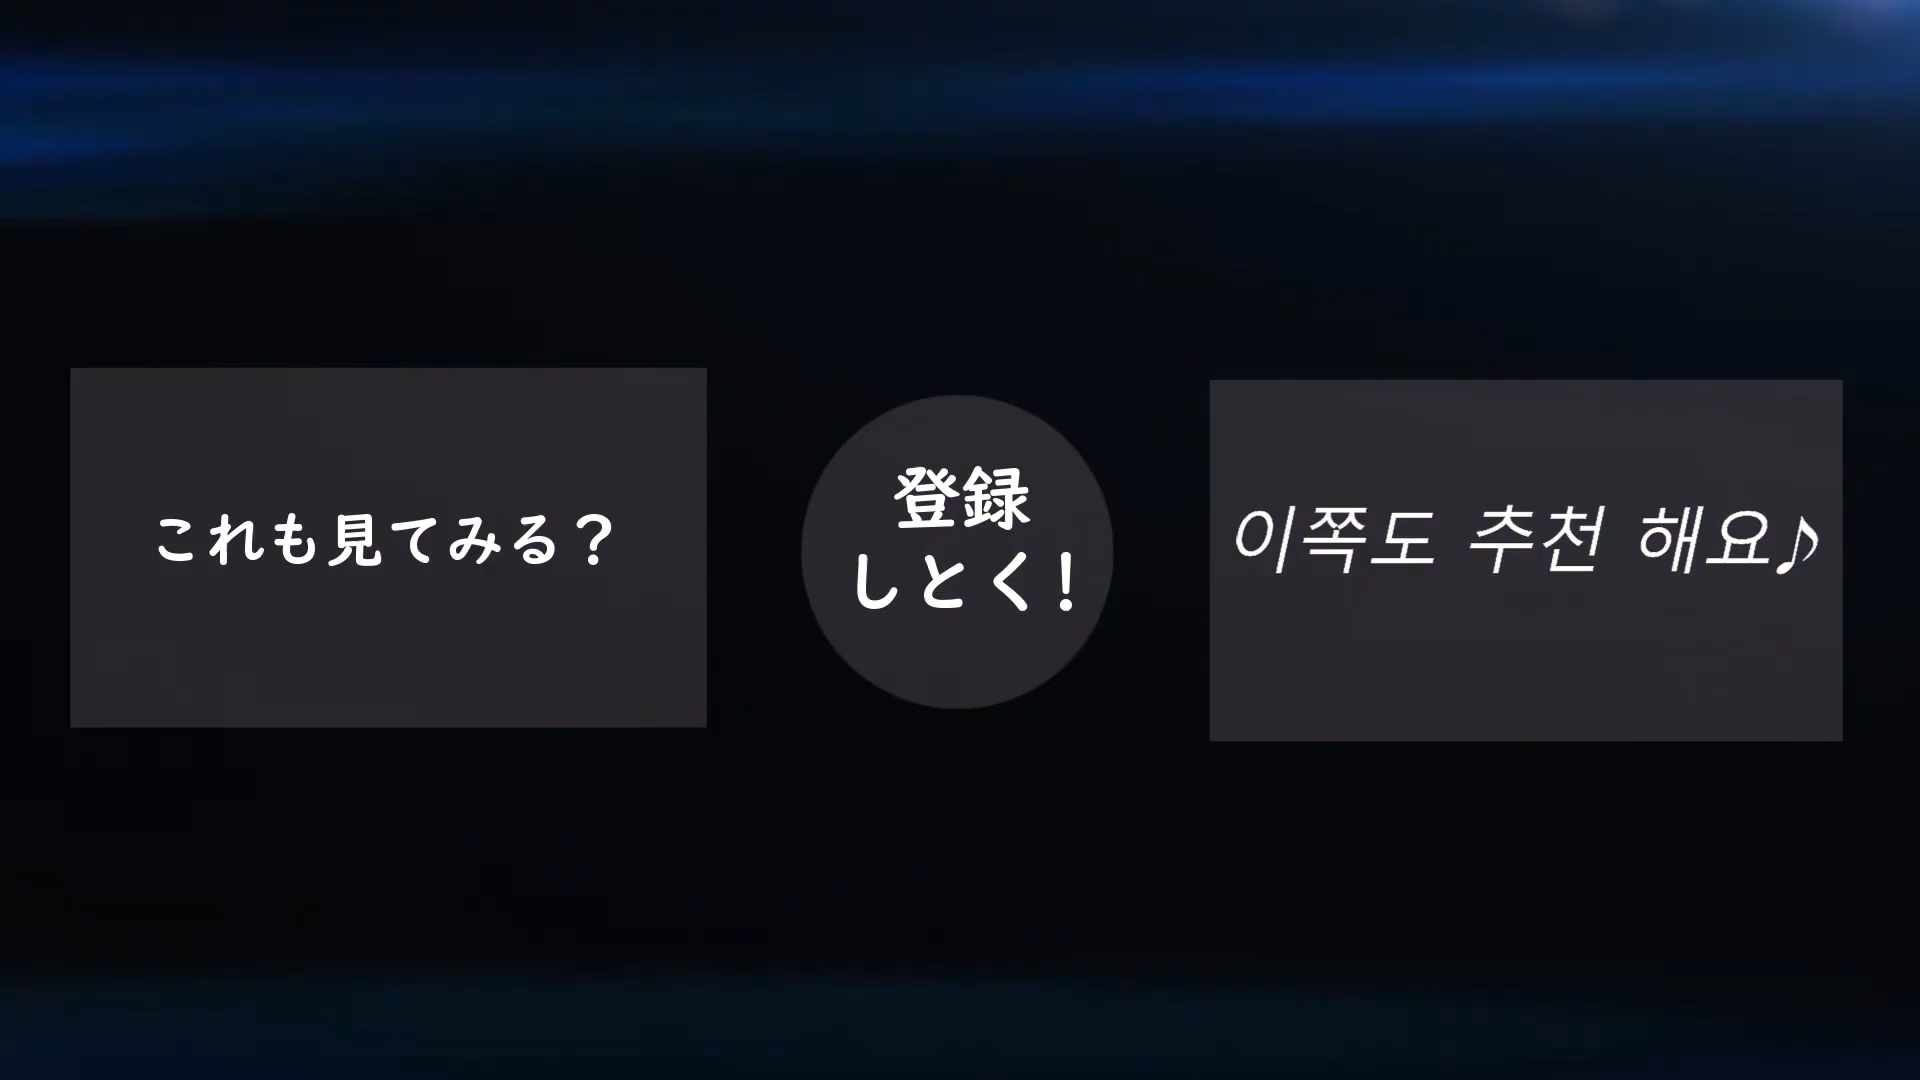 これも見てみる？
登録
しとく!
이쪽도 추천 해요♪